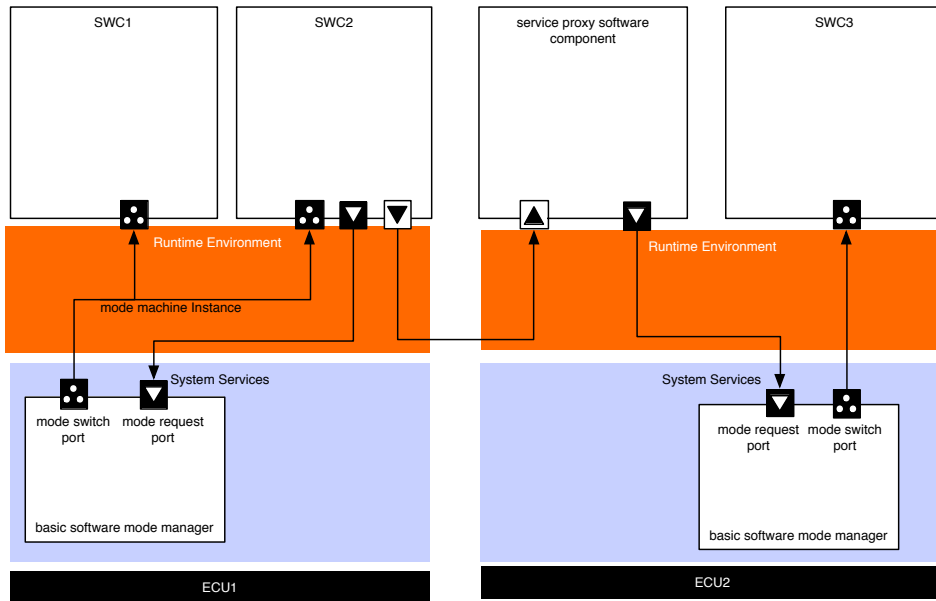 SWC1
SWC2
service proxy software
component
SWC3
Runtime Environment
Runtime Environment
mode machine Instance
System Services
System Services
mode switch
port
mode request
port
mode request
port
mode switch
port
basic software mode manager
basic software mode manager
ECU1
ECU2